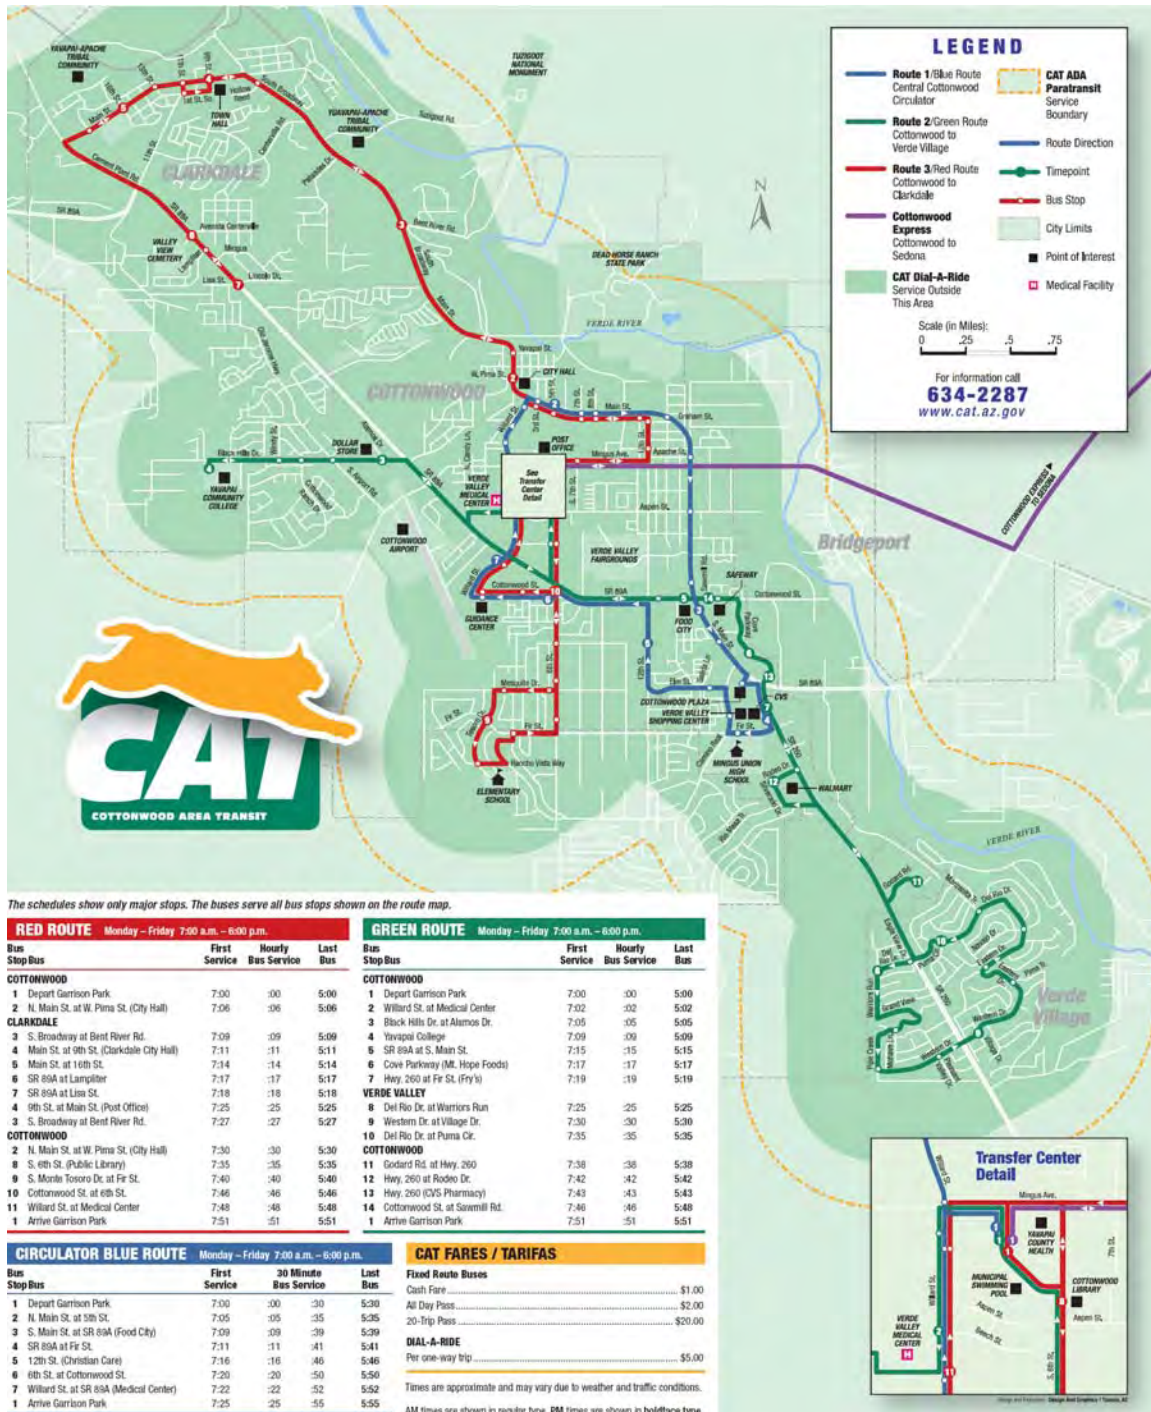 LEGEND
Route 1/Blue Route
Central Cottonwood
Circulator
Route 2/Green Route
Cottonwood to
Verde Village
Route 3/Red Route
Cottonwood to
Clarkdale
Cottonwood
Express
Cottonwood to
Sedona
CAT Dial-A-Ride
Service Outside
This Area
CAT ADA
Paratransit
Service
Boundary
Route Direction
Timepoint
Bus Stop
City Limits
Point of Interest
H Medical Facility
Scale (in Miles):
0 .25 .5 .75
For information call
634-2287
www.cat.az.gov
YAVAPAI-APACHE
TRIBAL
COMMUNITY
TUZIGOOT
NATIONAL
MONUMENT
TOWN
HALL
CLARKDALE
VALLEY
VIEW
CEMETERY
DEAD HORSE RANCH
STATE PARK
VERDE RIVER
CITY HALL
COTTONWOOD
DOLLAR
STORE
POST
OFFICE
See
Transfer
Center
Detail
YAVAPAI
COMMUNITY
COLLEGE
VERDE
VALLEY
MEDICAL
CENTER
COTTONWOOD
AIRPORT
VERDE VALLEY
FAIRGROUNDS
COTTONWOOD EXPRESS
TO SEDONA
Bridgeport
SAFEWAY
GUIDANCE
CENTER
FOOD
CITY
COTTONWOOD PLAZA
VERDE VALLEY
SHOPPING CENTER
CVS
MINGUS UNION
HIGH
SCHOOL
ELEMENTARY
SCHOOL
WALMART
VERDE RIVER
Verde
Village
CAT
COTTONWOOD AREA TRANSIT
The schedules show only major stops. The buses serve all bus stops shown on the route map.
RED ROUTE Monday – Friday 7:00 a.m. – 6:00 p.m.
Bus First Hourly Last
Stop Bus Service Bus Service Bus
COTTONWOOD
1 Depart Garrison Park 7:00 :00 5:00
2 N. Main St. at W. Pima St. (City Hall) 7:06 :06 5:06
CLARKDALE
3 S. Broadway at Bent River Rd. 7:09 :09 5:09
4 Main St. at 9th St. (Clarkdale City Hall) 7:11 :11 5:11
5 Main St. at 16th St. 7:14 :14 5:14
6 SR 89A at Lampliter 7:17 :17 5:17
7 SR 89A at Lisa St. 7:18 :18 5:18
4 9th St. at Main St. (Post Office) 7:25 :25 5:25
3 S. Broadway at Bent River Rd. 7:27 :27 5:27
COTTONWOOD
2 N. Main St. at W. Pima St. (City Hall) 7:30 :30 5:30
8 S. 6th St. (Public Library) 7:35 :35 5:35
9 S. Monte Tesoro Dr. at Fir St. 7:40 :40 5:40
10 Cottonwood St. at 6th St. 7:46 :46 5:46
11 Willard St. at Medical Center 7:48 :48 5:48
1 Arrive Garrison Park 7:51 :51 5:51
GREEN ROUTE Monday – Friday 7:00 a.m. – 6:00 p.m.
Bus First Hourly Last
Stop Bus Service Bus Service Bus
COTTONWOOD
1 Depart Garrison Park 7:00 :00 5:00
2 Willard St. at Medical Center 7:02 :02 5:02
3 Black Hills Dr. at Alamos Dr. 7:05 :05 5:05
4 Yavapai College 7:09 :09 5:09
5 SR 89A at S. Main St. 7:15 :15 5:15
6 Cove Parkway (Mt. Hope Foods) 7:17 :17 5:17
7 Hwy. 260 at Fir St. (Fry's) 7:19 :19 5:19
VERDE VALLEY
8 Del Rio Dr. at Warriors Run 7:25 :25 5:25
9 Western Dr. at Village Dr. 7:30 :30 5:30
10 Del Rio Dr. at Puma Cir. 7:35 :35 5:35
COTTONWOOD
11 Godard Rd. at Hwy. 260 7:38 :38 5:38
12 Hwy. 260 at Rodeo Dr. 7:42 :42 5:42
13 Hwy. 260 (CVS Pharmacy) 7:43 :43 5:43
14 Cottonwood St. at Sawmill Rd. 7:46 :46 5:48
1 Arrive Garrison Park 7:51 :51 5:51
CIRCULATOR BLUE ROUTE Monday – Friday 7:00 a.m. – 6:00 p.m.
Bus First 30 Minute Last
Stop Bus Service Bus Service Bus
1 Depart Garrison Park 7:00 :00 :30 5:30
2 N. Main St. at 5th St. 7:05 :05 :35 5:35
3 S. Main St. at SR 89A (Food City) 7:09 :09 :39 5:39
4 SR 89A at Fir St. 7:11 :11 :41 5:41
5 12th St. (Christian Care) 7:16 :16 :46 5:46
6 6th St. at Cottonwood St. 7:20 :20 :50 5:50
7 Willard St. at SR 89A (Medical Center) 7:22 :22 :52 5:52
1 Arrive Garrison Park 7:25 :25 :55 5:55
CAT FARES / TARIFAS
Fixed Route Buses
Cash Fare $1.00
All Day Pass $2.00
20-Trip Pass $20.00
DIAL-A-RIDE
Per one-way trip $5.00
Times are approximate and may vary due to weather and traffic conditions.
AM times are shown in regular type, PM times are shown in boldface type.
Transfer Center
Detail
Mingus Ave.
Willard St.
YAVAPAI
COUNTY
HEALTH
7th St.
MUNICIPAL
SWIMMING
POOL
COTTONWOOD
LIBRARY
Aspen St.
Beech St.
S. 6th St.
VERDE
VALLEY
MEDICAL
CENTER
H